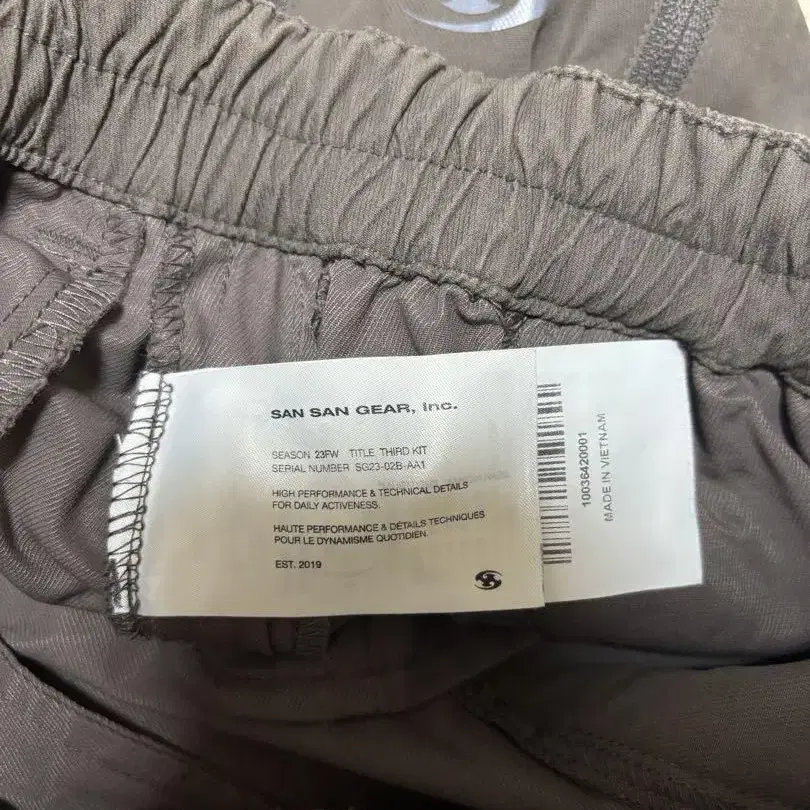 SAN SAN GEAR, Inc.
SEASON 23FW TITLE THIRD KIT
SERIAL NUMBER SG23-02B-AA1
HIGH PERFORMANCE & TECHNICAL DETAILS
FOR DAILY ACTIVENESS.
HAUTE PERFORMANCE & DÉTAILS TECHNIQUES
POUR LE DYNAMISME QUOTIDIEN.
EST. 2019
10036420001
MADE IN VIETNAM